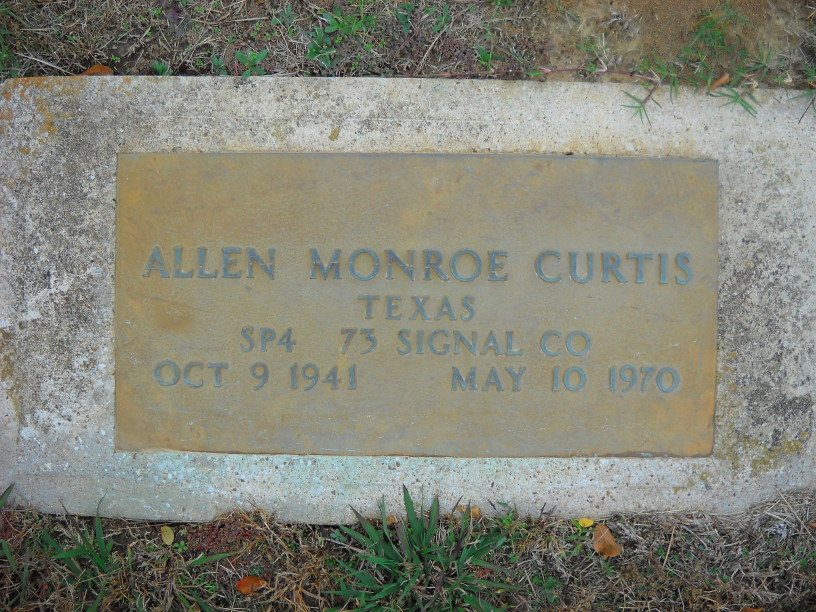 ALLEN MONROE CURTIS
TEXAS
SP4 73 SIGNAL CO
OCT 9 1941 MAY 10 1970